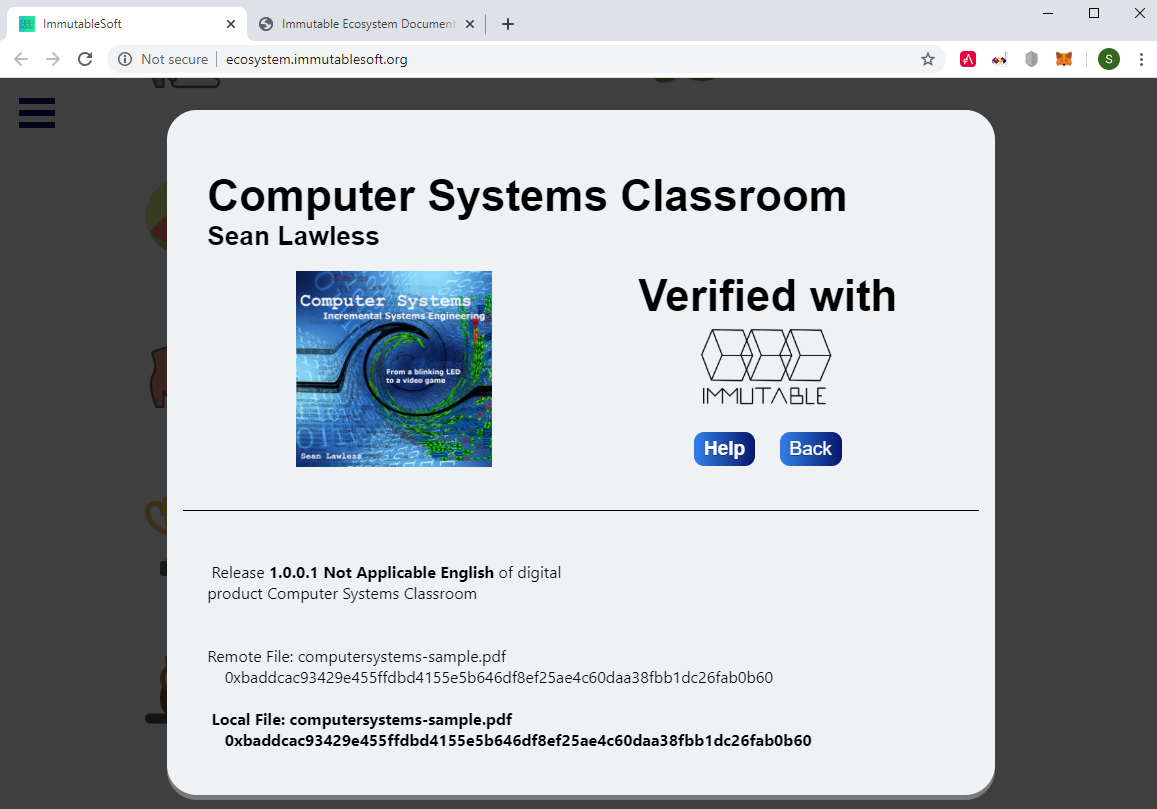 ImmutableSoft
Immutable Ecosystem Document
Not secure
ecosystem.immutablesoft.org
S
Computer Systems Classroom
Sean Lawless
Computer Systems
Incremental Systems Engineering
From a blinking LED
to a video game
Sean Lawless
Verified with
IMMUTABLE
Help
Back
Release 1.0.0.1 Not Applicable English of digital
product Computer Systems Classroom
Remote File: computersystems-sample.pdf
0xbaddcac93429e455ffdbd4155e5b646df8ef25ae4c60daa38fbb1dc26fab0b60
Local File: computersystems-sample.pdf
0xbaddcac93429e455ffdbd4155e5b646df8ef25ae4c60daa38fbb1dc26fab0b60